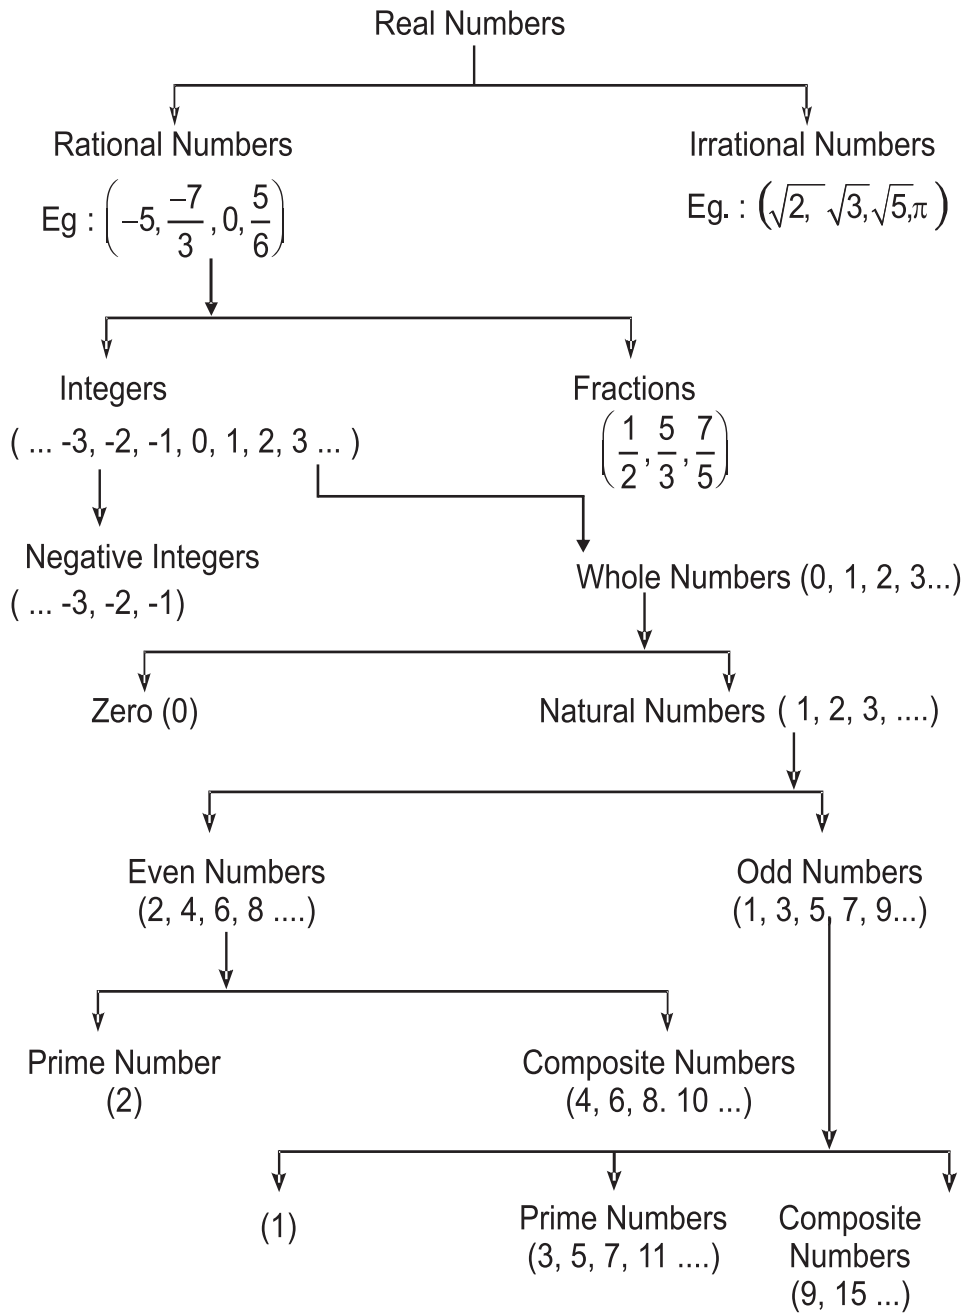 Real Numbers
Rational Numbers
Irrational Numbers
Eg : (−5, −7/3, 0, 5/6)
Eg. : (√2, √3, √5, π)
Integers
Fractions
( ... -3, -2, -1, 0, 1, 2, 3 ... )
(1/2, 5/3, 7/5)
Negative Integers
( ... -3, -2, -1)
Whole Numbers (0, 1, 2, 3...)
Zero (0)
Natural Numbers ( 1, 2, 3, ....)
Even Numbers
(2, 4, 6, 8 ....)
Odd Numbers
(1, 3, 5, 7, 9...)
Prime Number
(2)
Composite Numbers
(4, 6, 8. 10 ...)
(1)
Prime Numbers
(3, 5, 7, 11 ....)
Composite
Numbers
(9, 15 ...)